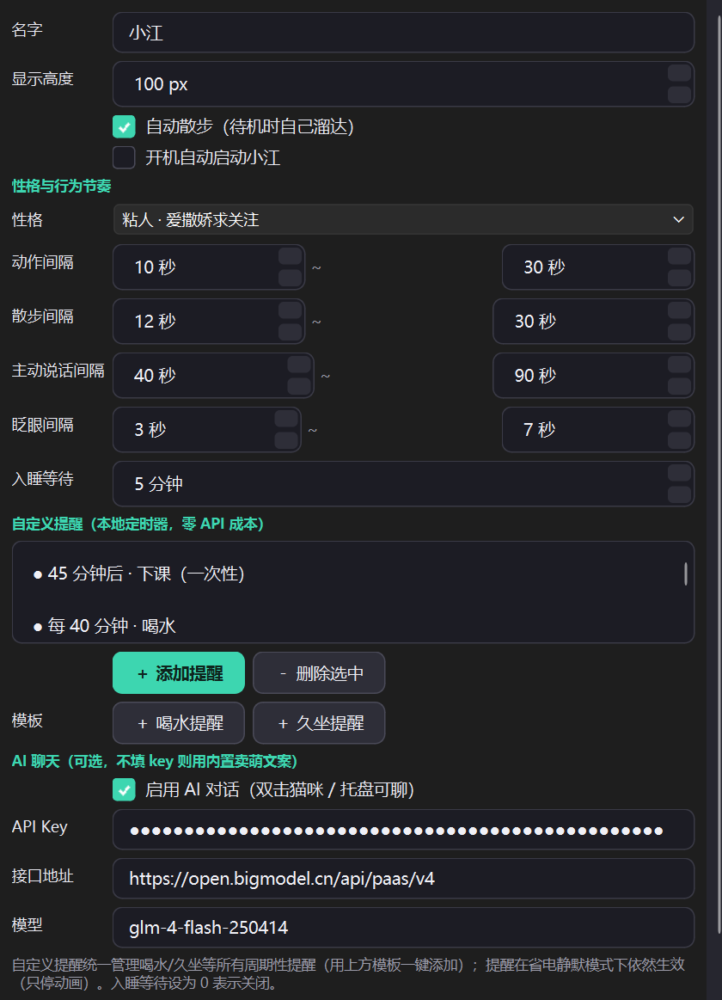 名字 小江
显示高度 100 px
自动散步（待机时自己溜达）
开机自动启动小江
性格与行为节奏
性格 粘人 · 爱撒娇求关注
动作间隔 10 秒 ~ 30 秒
散步间隔 12 秒 ~ 30 秒
主动说话间隔 40 秒 ~ 90 秒
眨眼间隔 3 秒 ~ 7 秒
入睡等待 5 分钟
自定义提醒（本地定时器，零 API 成本）
● 45 分钟后 · 下课（一次性）
● 每 40 分钟 · 喝水
+ 添加提醒 - 删除选中
模板 + 喝水提醒 + 久坐提醒
AI 聊天（可选，不填 key 则用内置卖萌文案）
启用 AI 对话（双击猫咪 / 托盘可聊）
API Key ●●●●●●●●●●●●●●●●●●●●●●●●●●●●●●●●●●●●●●●●●●●●●●●●●
接口地址 https://open.bigmodel.cn/api/paas/v4
模型 glm-4-flash-250414
自定义提醒统一管理喝水/久坐等所有周期性提醒（用上方模板一键添加）；提醒在省电静默模式下依然生效
（只停动画）。入睡等待设为 0 表示关闭。